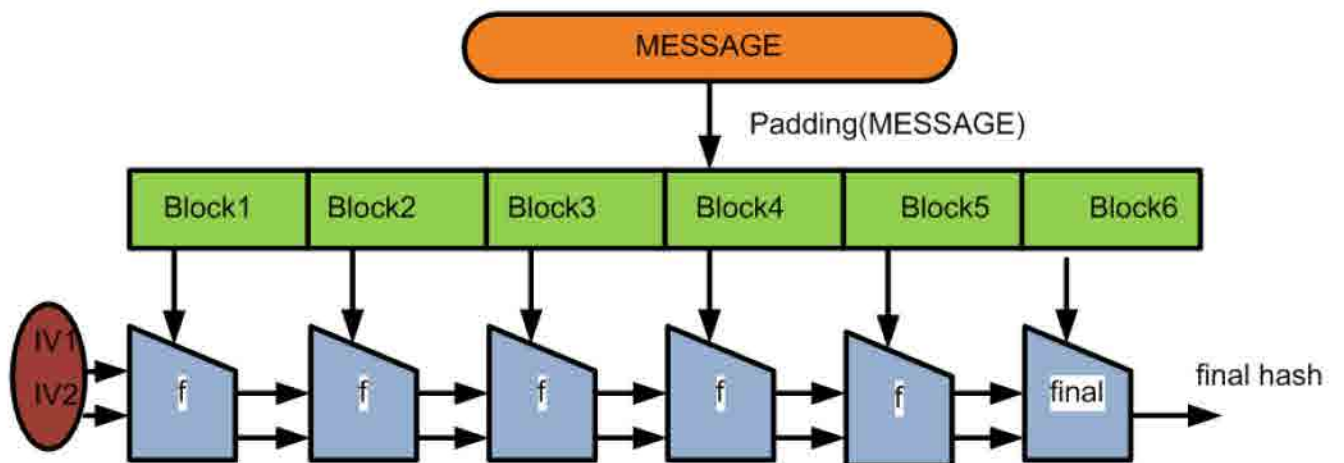 MESSAGE
Padding(MESSAGE)
Block1 Block2 Block3 Block4 Block5 Block6
IV1
IV2
f f f f f final
final hash